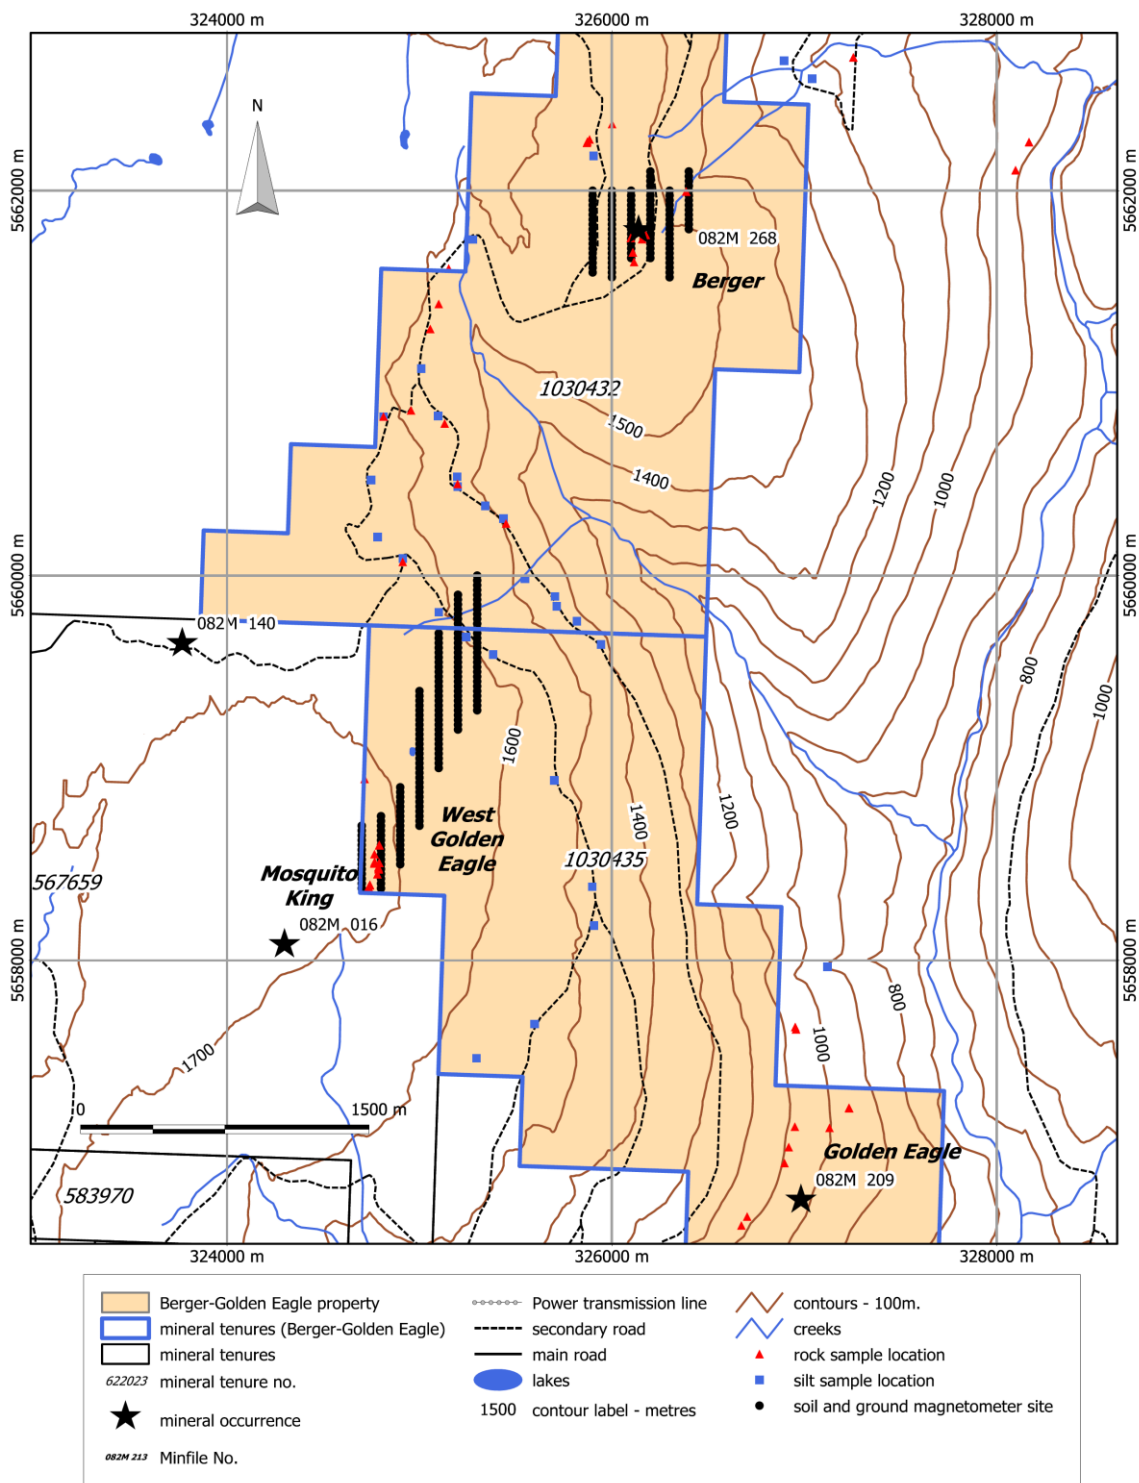 324000 m
326000 m
328000 m
N
5662000 m
5662000 m
082M 268
Berger
1030432
1500
1400
1200
1000
5660000 m
5660000 m
082M 140
800
1000
1600
1200
1400
West
Golden
Eagle
1030435
Mosquito
King
567659
082M 016
5658000 m
5658000 m
800
1000
1700
0
1500 m
Golden Eagle
082M 209
583970
324000 m
326000 m
328000 m
Berger-Golden Eagle property
mineral tenures (Berger-Golden Eagle)
mineral tenures
622023 mineral tenure no.
mineral occurrence
082M 213 Minfile No.
Power transmission line
secondary road
main road
lakes
1500 contour label - metres
contours - 100m.
creeks
rock sample location
silt sample location
soil and ground magnetometer site